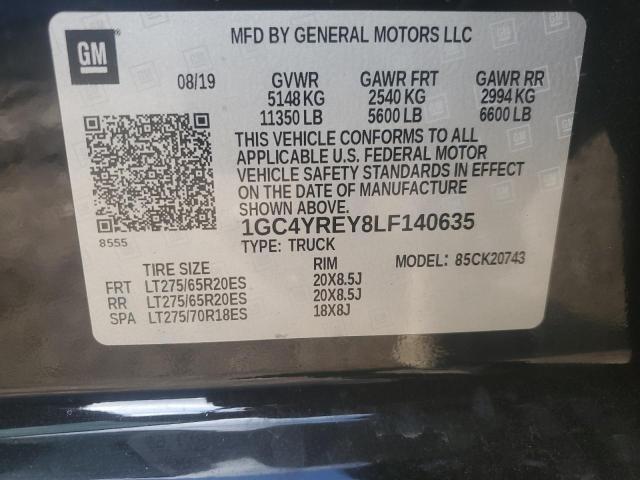 GM
MFD BY GENERAL MOTORS LLC
08/19 GVWR GAWR FRT GAWR RR
5148 KG 2540 KG 2994 KG
11350 LB 5600 LB 6600 LB
THIS VEHICLE CONFORMS TO ALL
APPLICABLE U.S. FEDERAL MOTOR
VEHICLE SAFETY STANDARDS IN EFFECT
ON THE DATE OF MANUFACTURE
SHOWN ABOVE.
8555
1GC4YREY8LF140635
TYPE: TRUCK MODEL: 85CK20743
TIRE SIZE RIM
FRT LT275/65R20ES 20X8.5J
RR LT275/65R20ES 20X8.5J
SPA LT275/70R18ES 18X8J